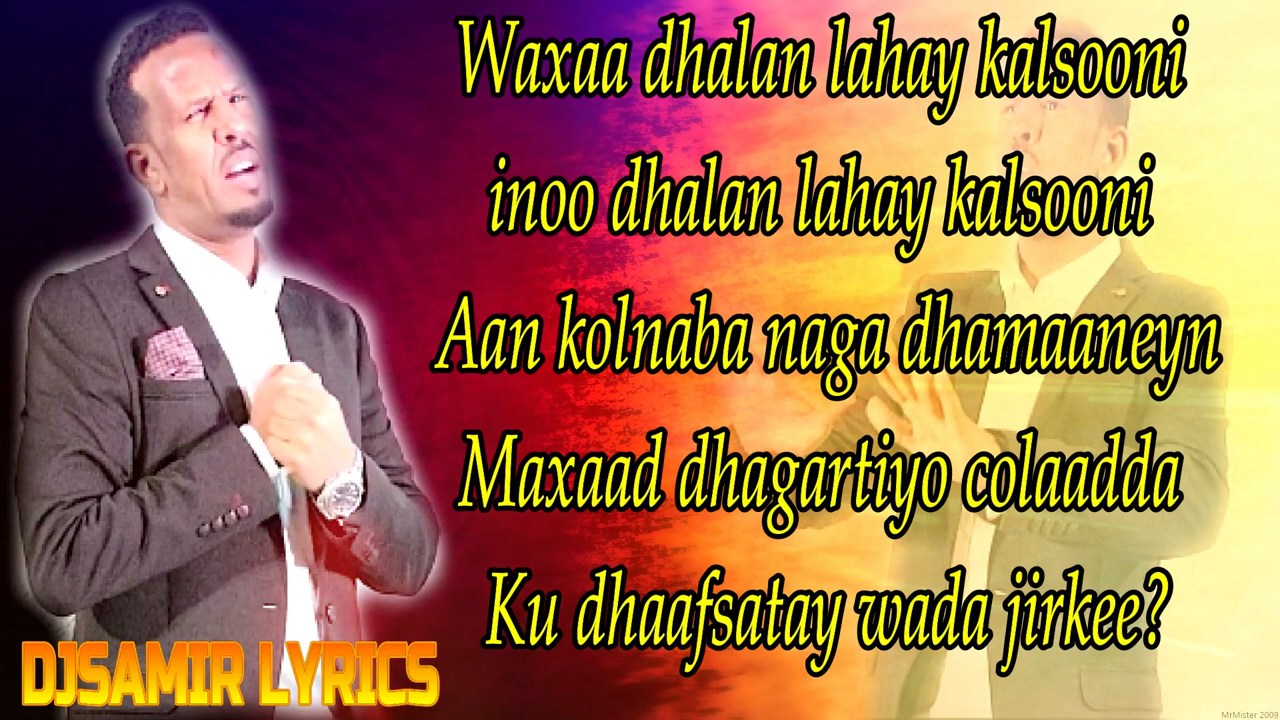 Waxaa dhalan lahay kalsooni
inoo dhalan lahay kalsooni
Aan kolnaba naga dhamaaneyn
Maxaad dhagartiyo colaadda
Ku dhaafsatay wada jirkee?
DJSAMIR LYRICS
MrMister 2009